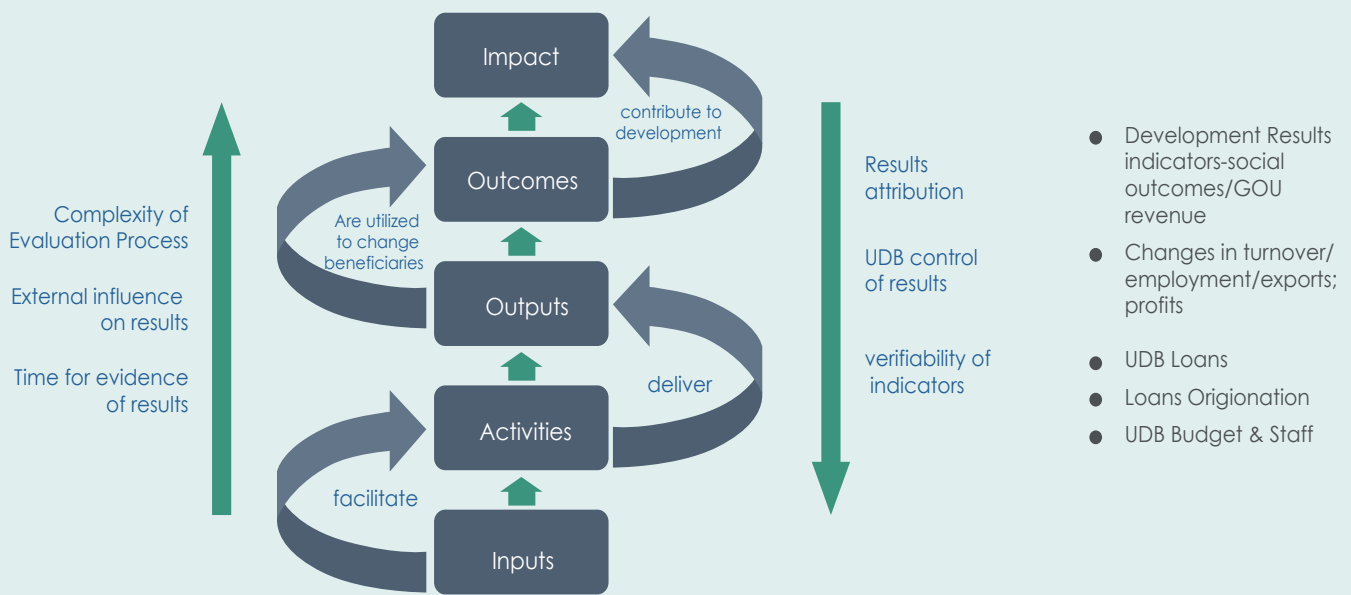 Impact
contribute to
development
Outcomes
Are utilized
to change
beneficiaries
Outputs
deliver
Activities
facilitate
Inputs
Complexity of
Evaluation Process
External influence
on results
Time for evidence
of results
Results
attribution
UDB control
of results
verifiability of
indicators
● Development Results
indicators-social
outcomes/GOU
revenue
● Changes in turnover/
employment/exports;
profits
● UDB Loans
● Loans Origionation
● UDB Budget & Staff